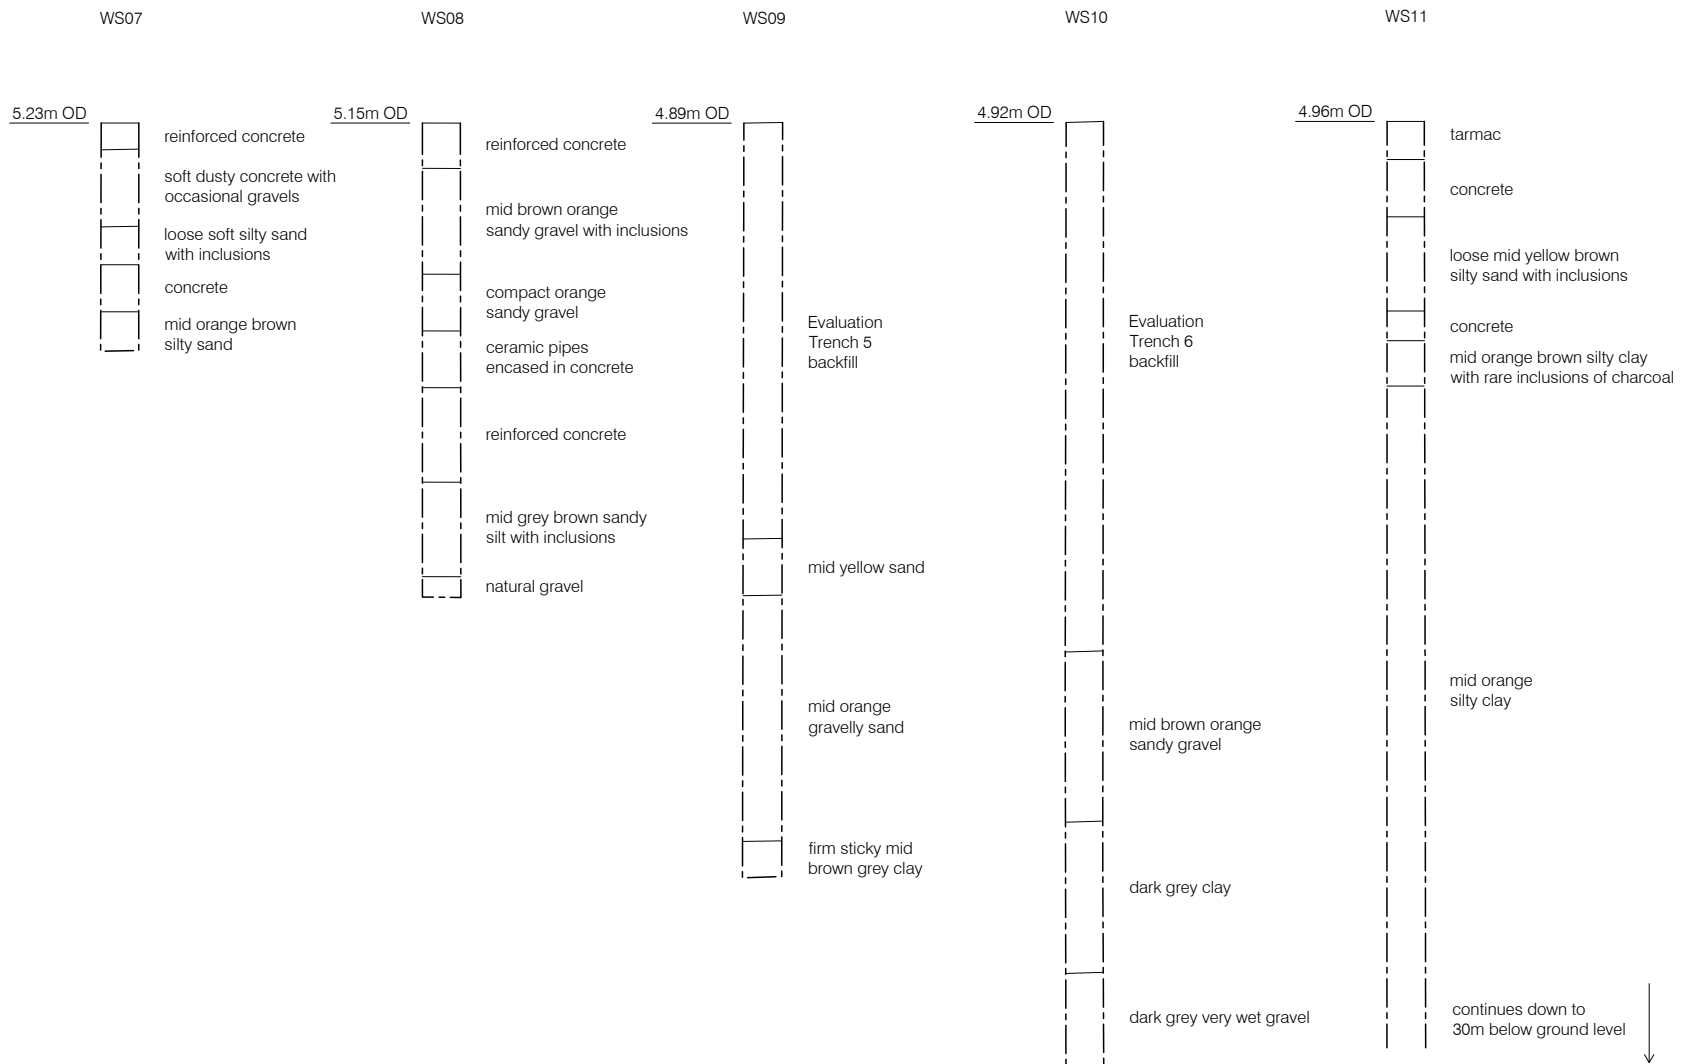 WS07
WS08
WS09
WS10
WS11
5.23m OD
reinforced concrete
soft dusty concrete with
occasional gravels
loose soft silty sand
with inclusions
concrete
mid orange brown
silty sand
5.15m OD
reinforced concrete
mid brown orange
sandy gravel with inclusions
compact orange
sandy gravel
ceramic pipes
encased in concrete
reinforced concrete
mid grey brown sandy
silt with inclusions
natural gravel
4.89m OD
Evaluation
Trench 5
backfill
mid yellow sand
mid orange
gravelly sand
firm sticky mid
brown grey clay
4.92m OD
Evaluation
Trench 6
backfill
mid brown orange
sandy gravel
dark grey clay
dark grey very wet gravel
4.96m OD
tarmac
concrete
loose mid yellow brown
silty sand with inclusions
concrete
mid orange brown silty clay
with rare inclusions of charcoal
mid orange
silty clay
continues down to
30m below ground level